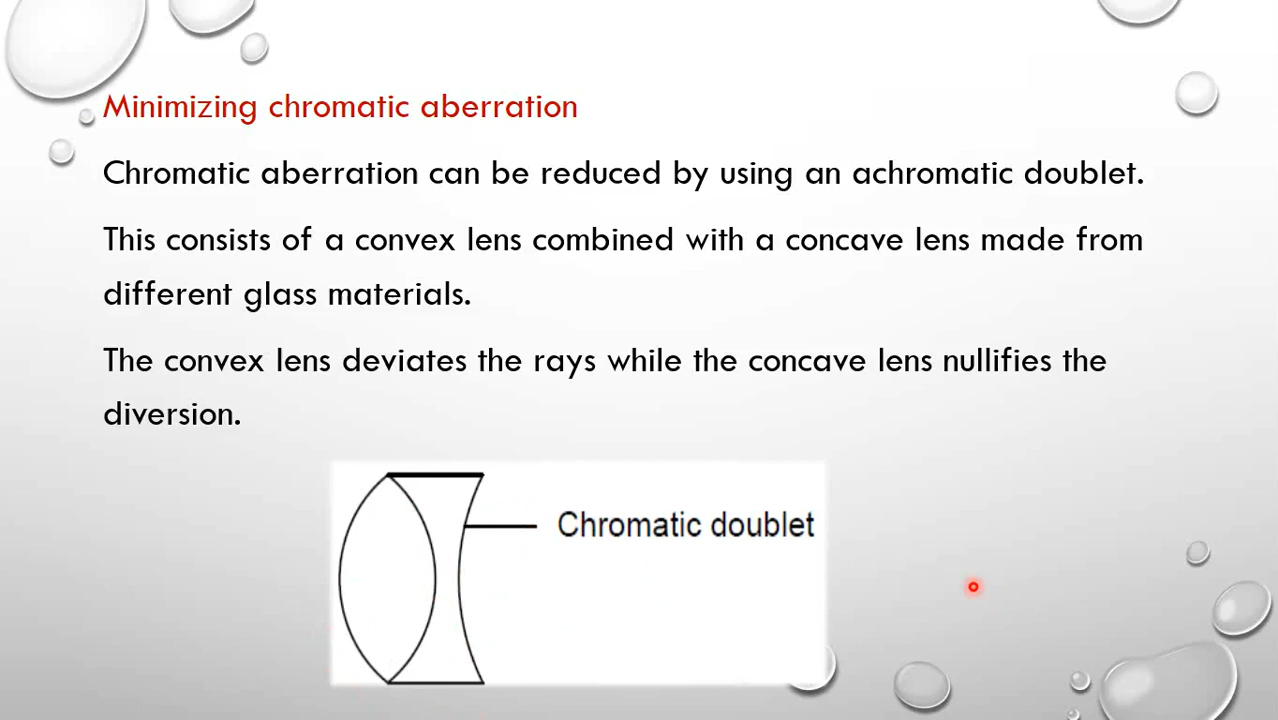 Minimizing chromatic aberration
Chromatic aberration can be reduced by using an achromatic doublet.
This consists of a convex lens combined with a concave lens made from
different glass materials.
The convex lens deviates the rays while the concave lens nullifies the
diversion.
Chromatic doublet